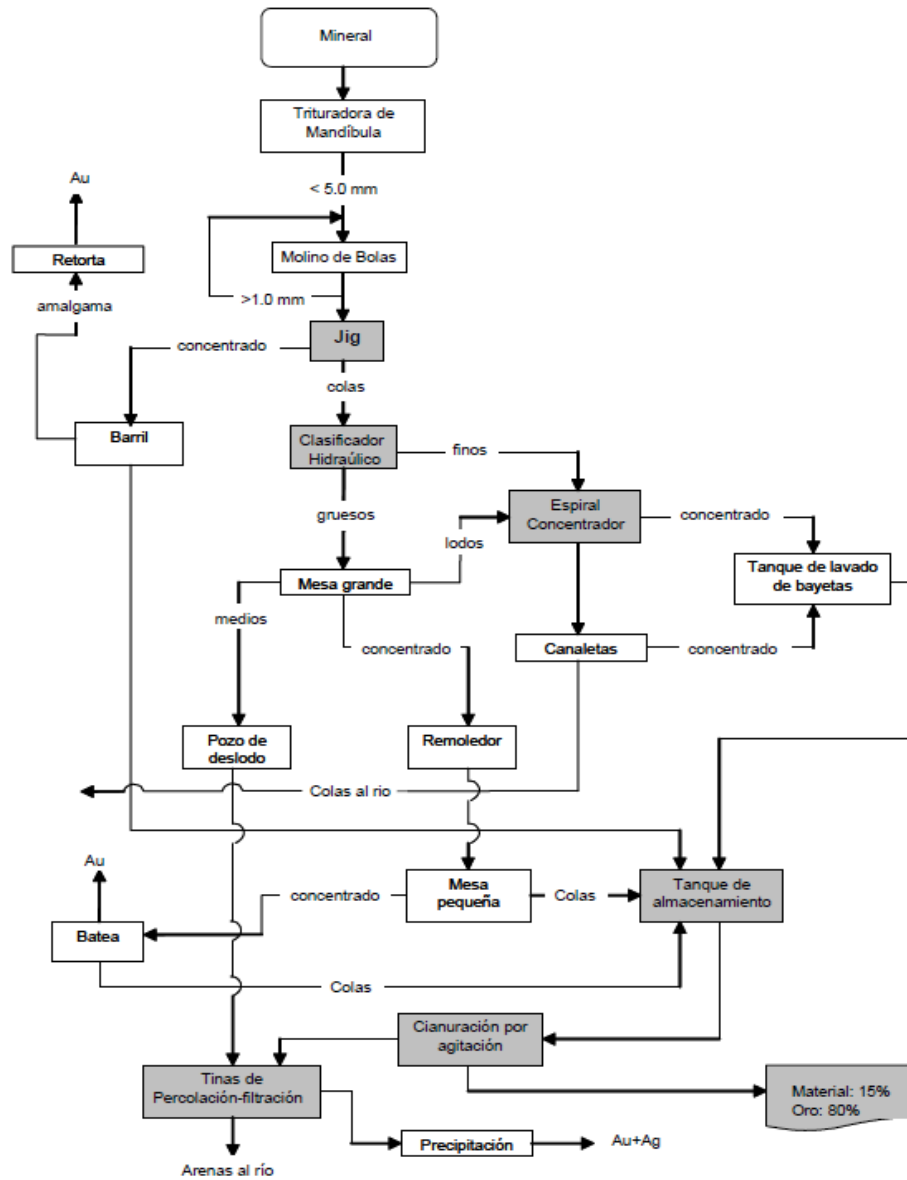 Mineral
Trituradora de
Mandíbula
Au
< 5.0 mm
Retorta
Molino de Bolas
amalgama
>1.0 mm
Jig
concentrado
colas
Barril
Clasificador
Hidraúlico
finos
Espiral
Concentrador
gruesos
concentrado
lodos
Mesa grande
Tanque de lavado
de bayetas
medios
concentrado
Canaletas
concentrado
Pozo de
deslodo
Remoledor
Colas al rio
Au
concentrado
Mesa
pequeña
Colas
Tanque de
almacenamiento
Batea
Colas
Cianuración por
agitación
Tinas de
Percolación-filtración
Material: 15%
Oro: 80%
Precipitación
Au+Ag
Arenas al río